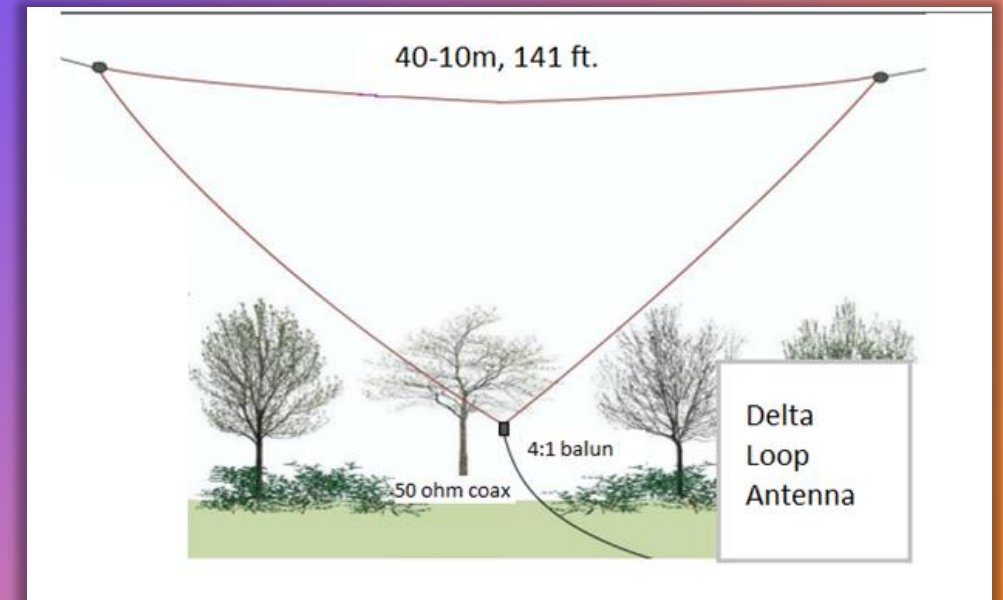 40-10m, 141 ft.
4:1 balun
50 ohm coax
Delta
Loop
Antenna